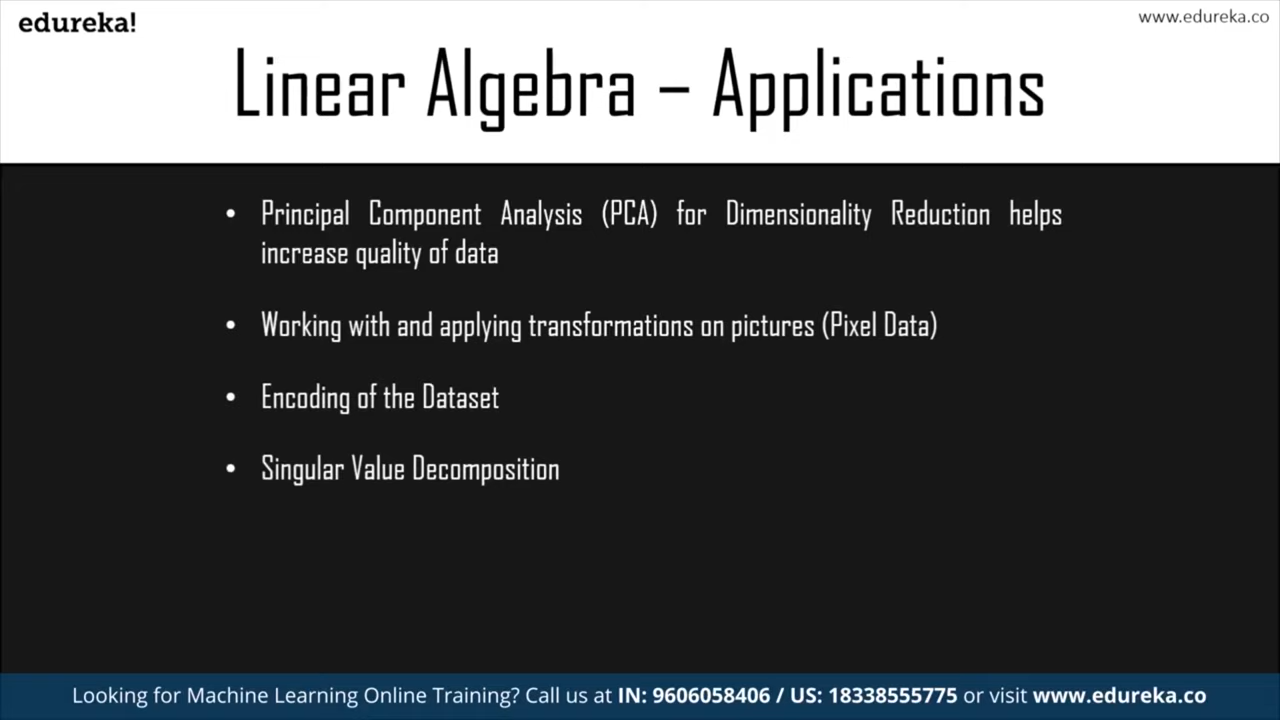 edureka!
www.edureka.co
Linear Algebra – Applications
• Principal Component Analysis (PCA) for Dimensionality Reduction helps
increase quality of data
• Working with and applying transformations on pictures (Pixel Data)
• Encoding of the Dataset
• Singular Value Decomposition
Looking for Machine Learning Online Training? Call us at IN: 9606058406 / US: 18338555775 or visit www.edureka.co